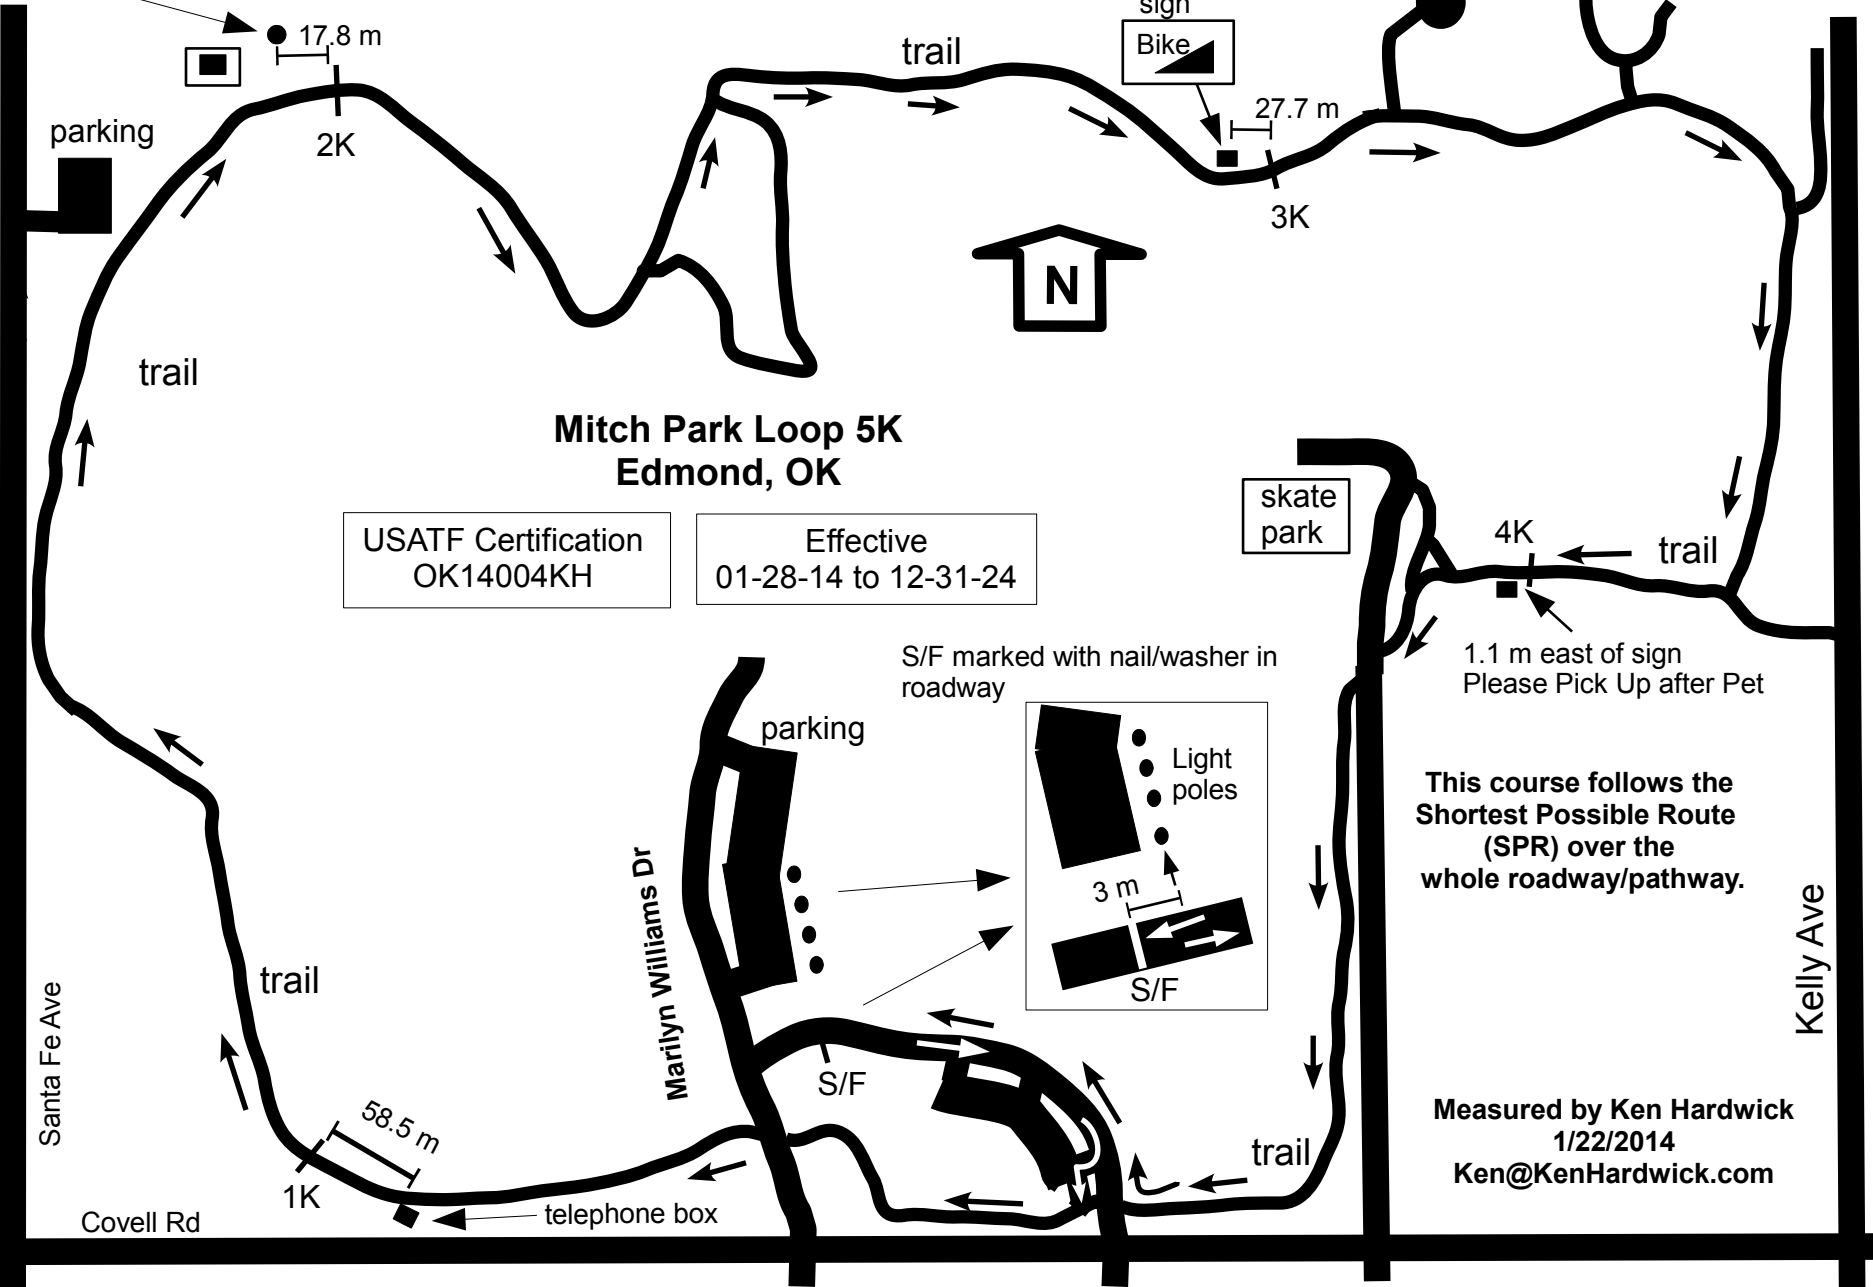 sign
17.8 m
trail
Bike
27.7 m
parking
2K
3K
N
trail
Mitch Park Loop 5K
Edmond, OK
USATF Certification
OK14004KH
Effective
01-28-14 to 12-31-24
skate
park
4K
trail
S/F marked with nail/washer in
roadway
1.1 m east of sign
Please Pick Up after Pet
parking
Light
poles
3 m
S/F
This course follows the
Shortest Possible Route
(SPR) over the
whole roadway/pathway.
Marilyn Williams Dr
Kelly Ave
trail
Santa Fe Ave
S/F
58.5 m
1K
trail
Measured by Ken Hardwick
1/22/2014
Ken@KenHardwick.com
telephone box
Covell Rd